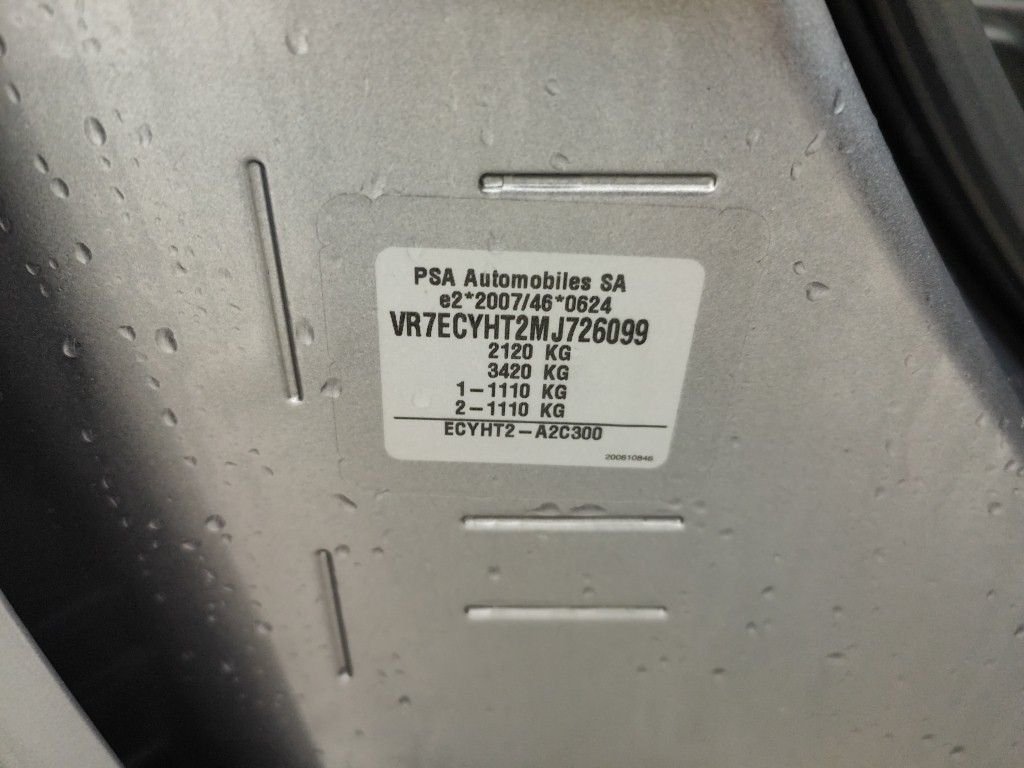 PSA Automobiles SA
e2*2007/46*0624
VR7ECYHT2MJ726099
2120 KG
3420 KG
1-1110 KG
2-1110 KG
ECYHT2-A2C300
200810846